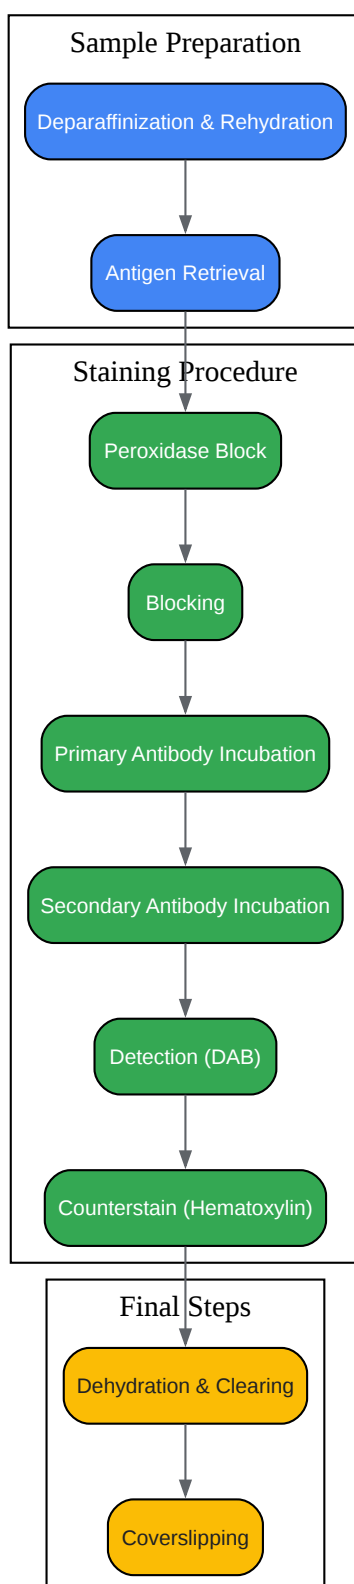 Sample Preparation
Deparaffinization & Rehydration
Antigen Retrieval
Staining Procedure
Peroxidase Block
Blocking
Primary Antibody Incubation
Secondary Antibody Incubation
Detection (DAB)
Counterstain (Hematoxylin)
Final Steps
Dehydration & Clearing
Coverslipping